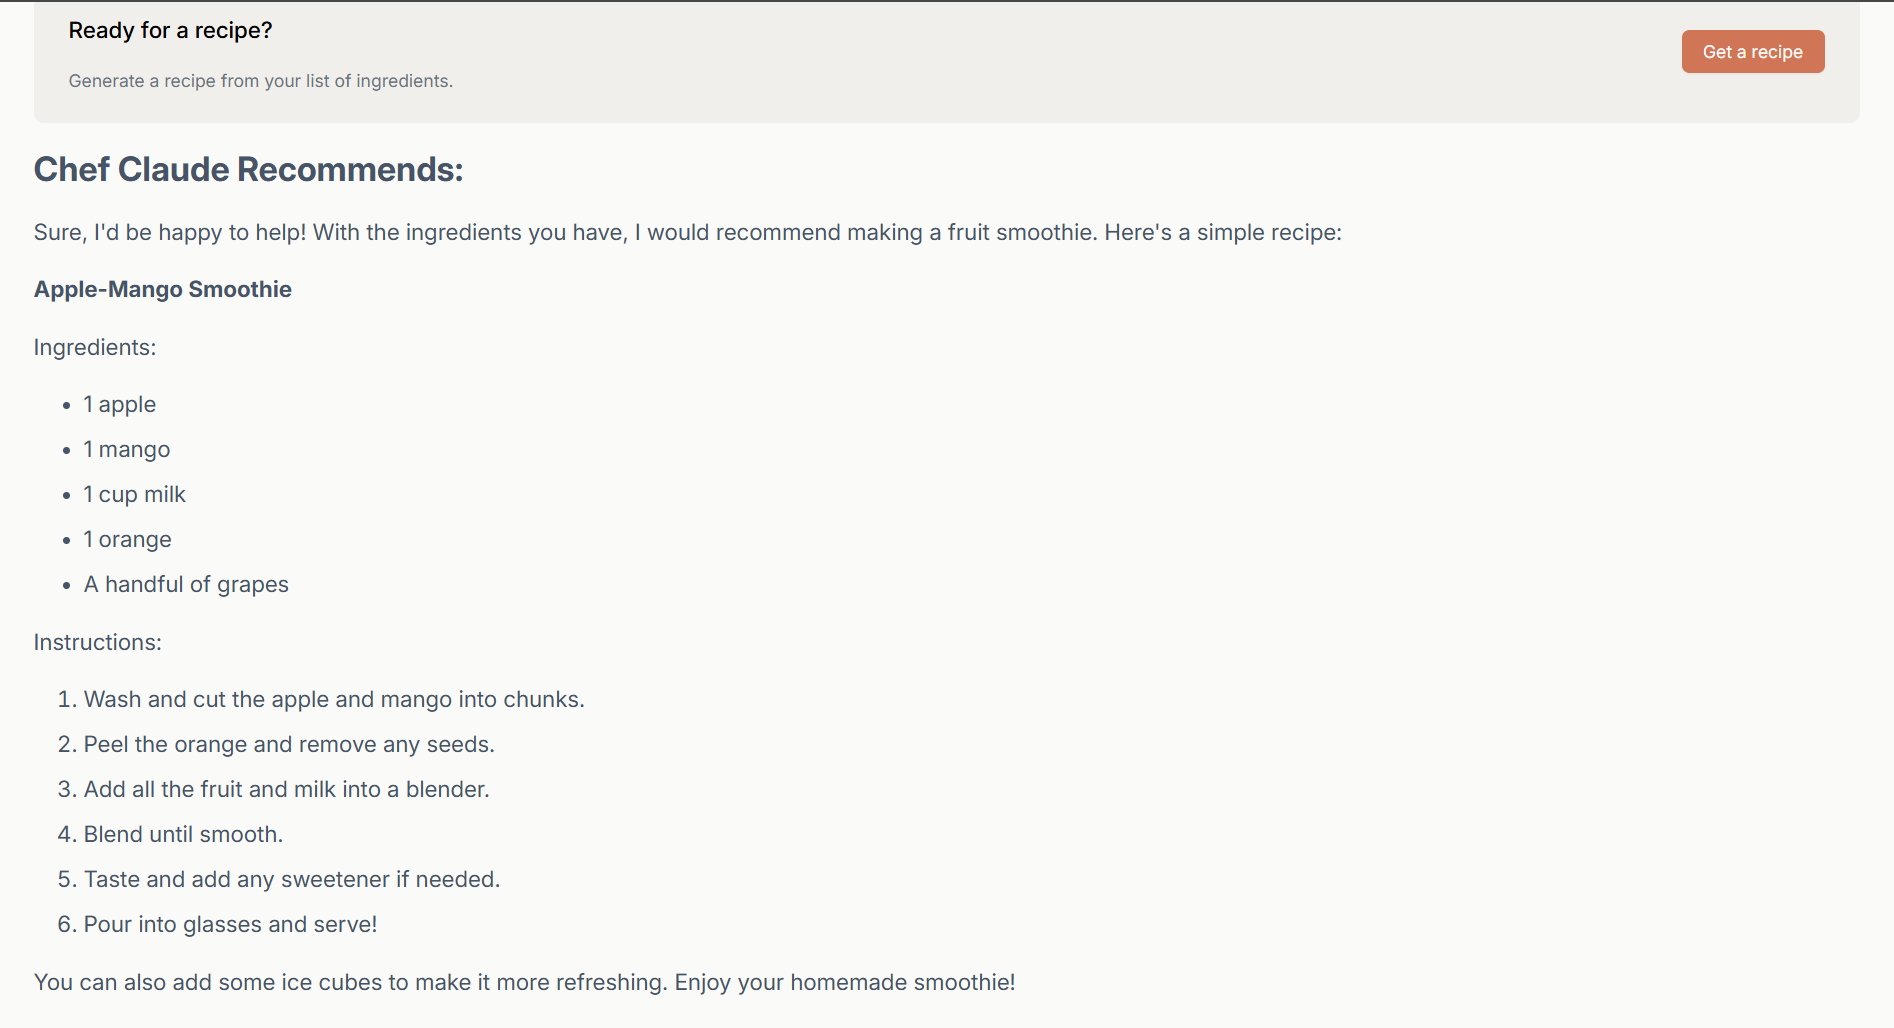 Ready for a recipe?
Generate a recipe from your list of ingredients.
Get a recipe
Chef Claude Recommends:
Sure, I'd be happy to help! With the ingredients you have, I would recommend making a fruit smoothie. Here's a simple recipe:
Apple-Mango Smoothie
Ingredients:
• 1 apple
• 1 mango
• 1 cup milk
• 1 orange
• A handful of grapes
Instructions:
1. Wash and cut the apple and mango into chunks.
2. Peel the orange and remove any seeds.
3. Add all the fruit and milk into a blender.
4. Blend until smooth.
5. Taste and add any sweetener if needed.
6. Pour into glasses and serve!
You can also add some ice cubes to make it more refreshing. Enjoy your homemade smoothie!